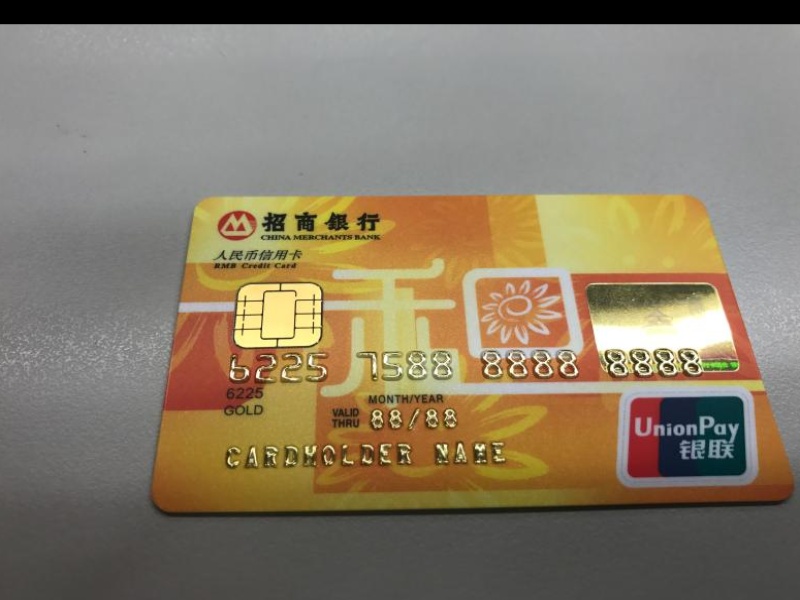 招商银行
CHINA MERCHANTS BANK
人民币信用卡
RMB Credit Card
6225 7588 8888 8888
6225
GOLD
MONTH/YEAR
VALID THRU 88/88
CARDHOLDER NAME
UnionPay
银联